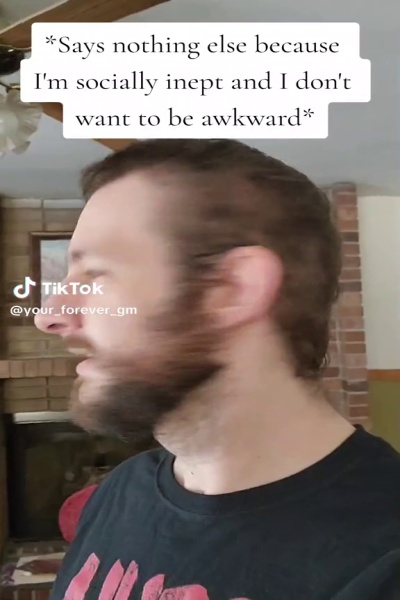 *Says nothing else because
I'm socially inept and I don't
want to be awkward*
TikTok
@your_forever_gm